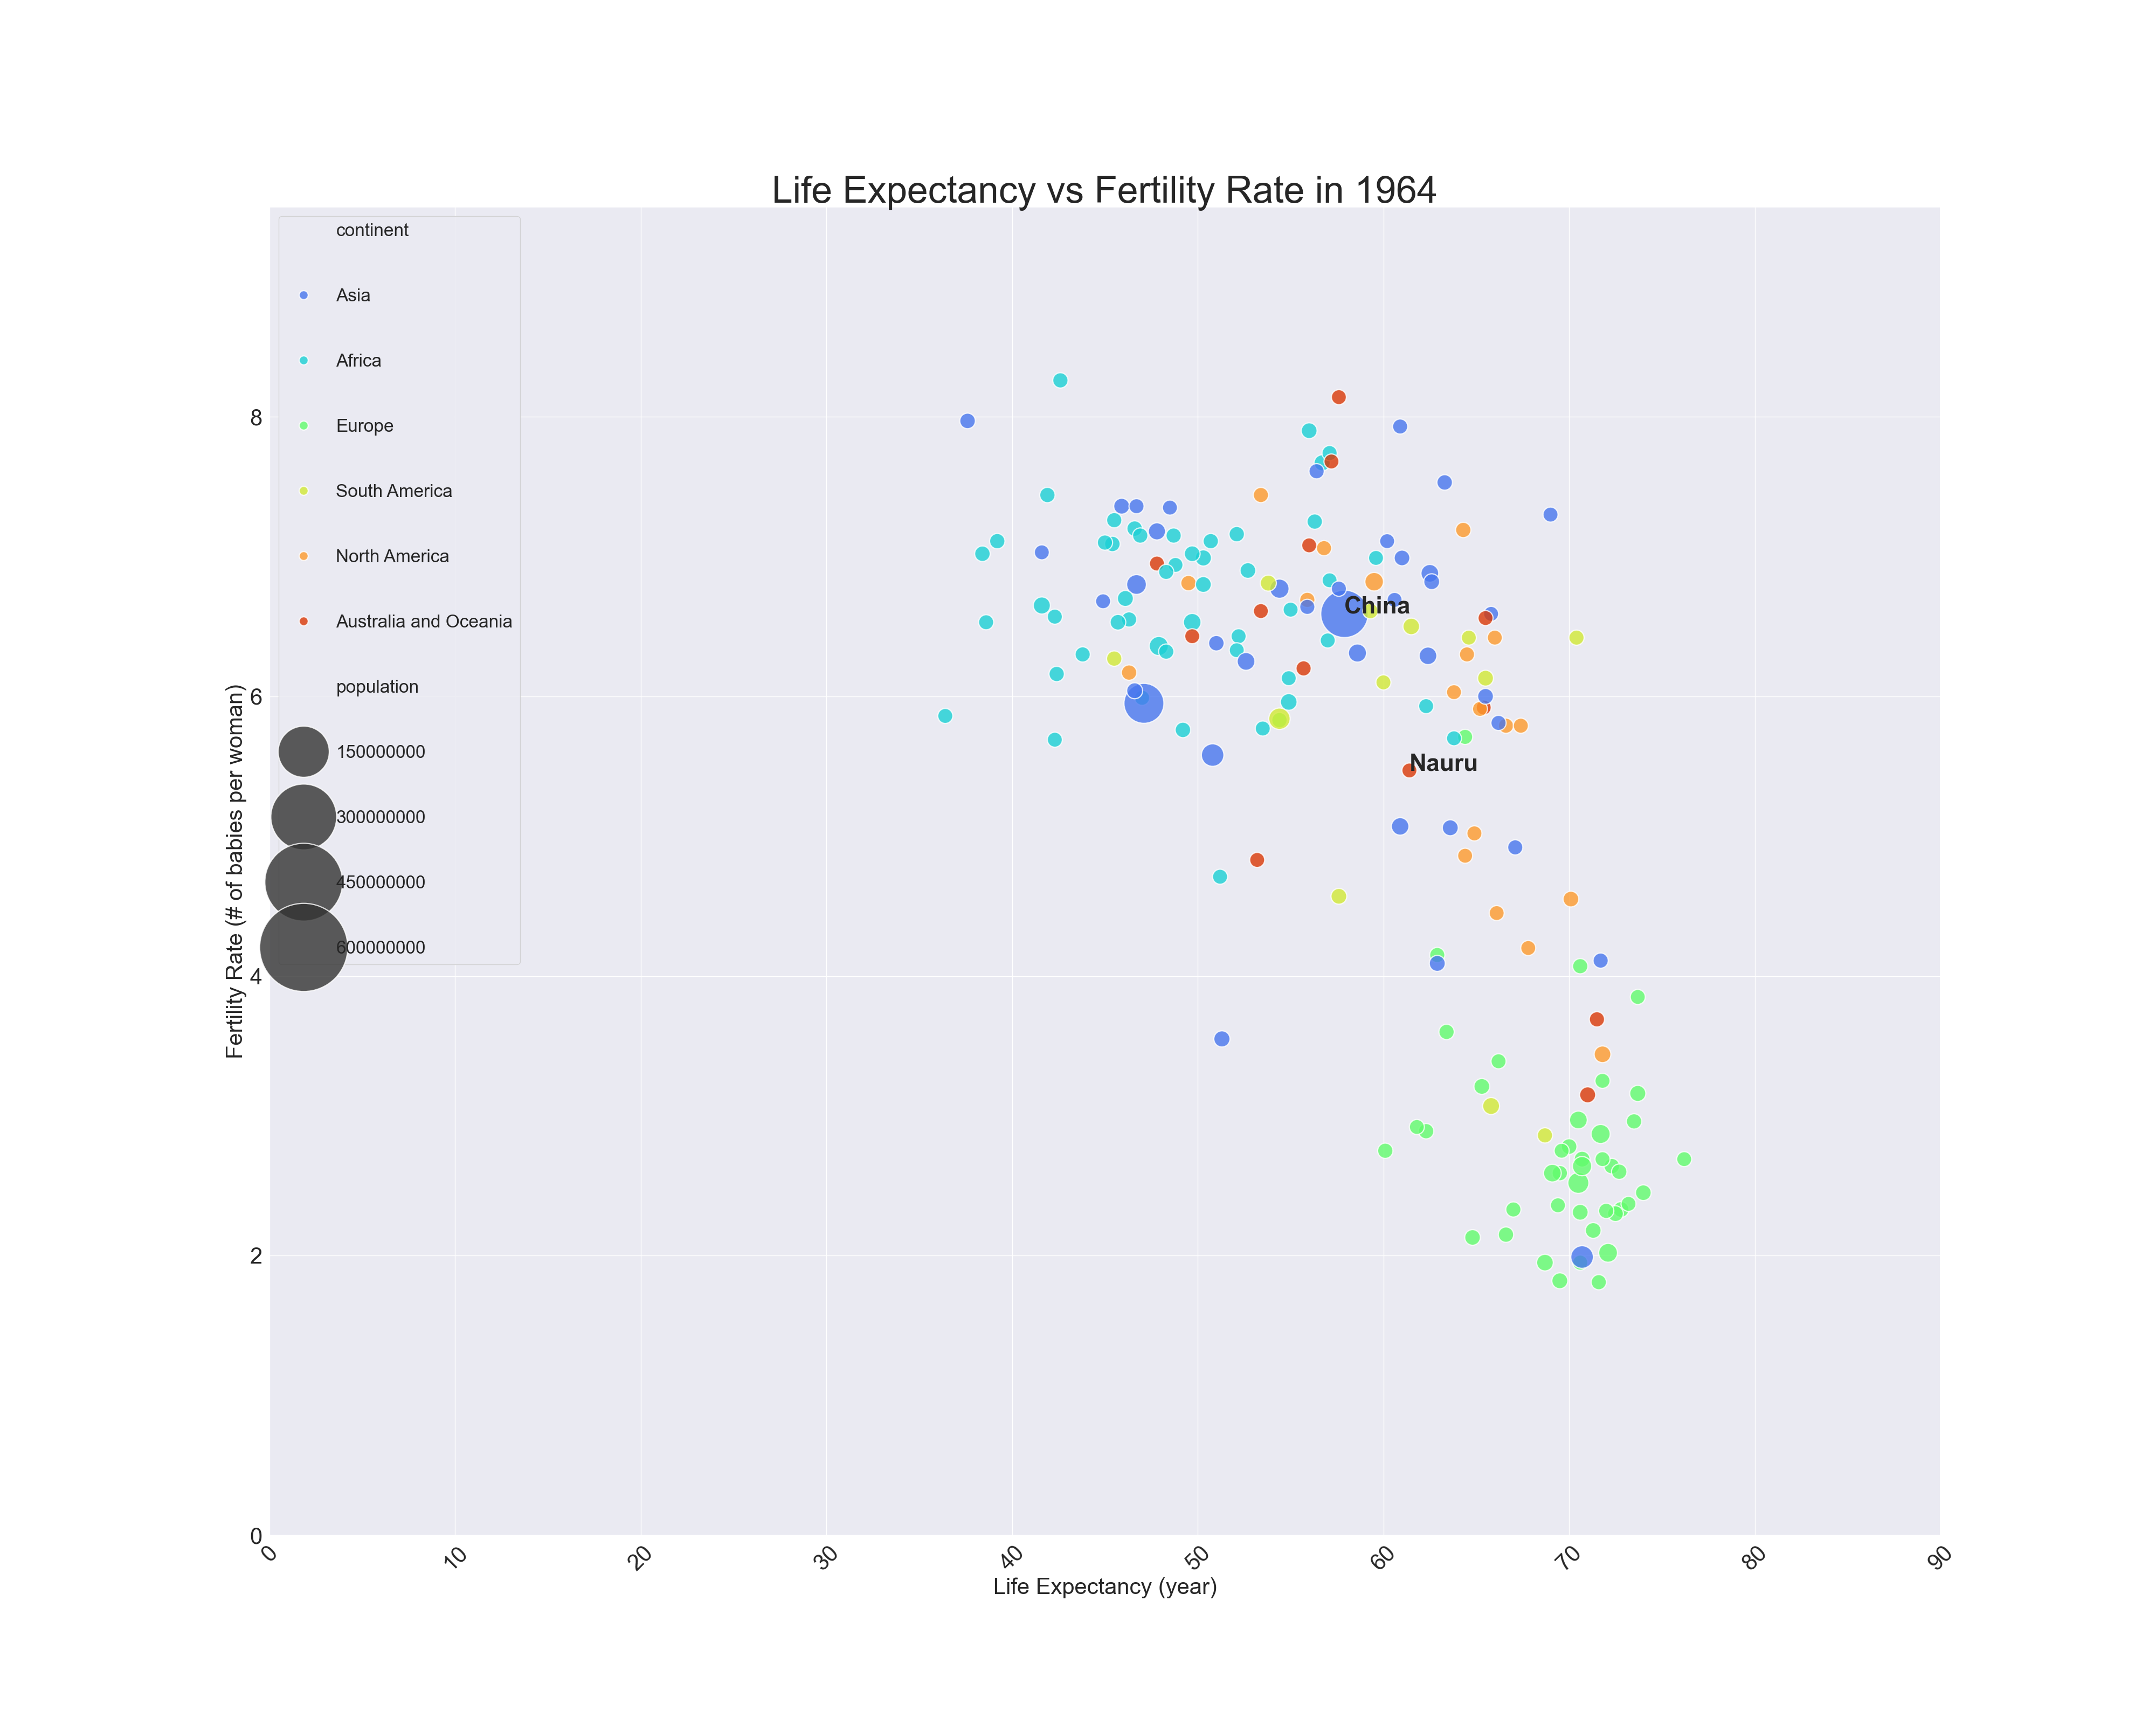 Life Expectancy vs Fertility Rate in 1964
continent
Asia
Africa
Europe
South America
North America
Australia and Oceania
population
150000000
300000000
450000000
600000000
China
Nauru
Fertility Rate (# of babies per woman)
8
6
4
2
0
0
10
20
30
40
50
60
70
80
90
Life Expectancy (year)